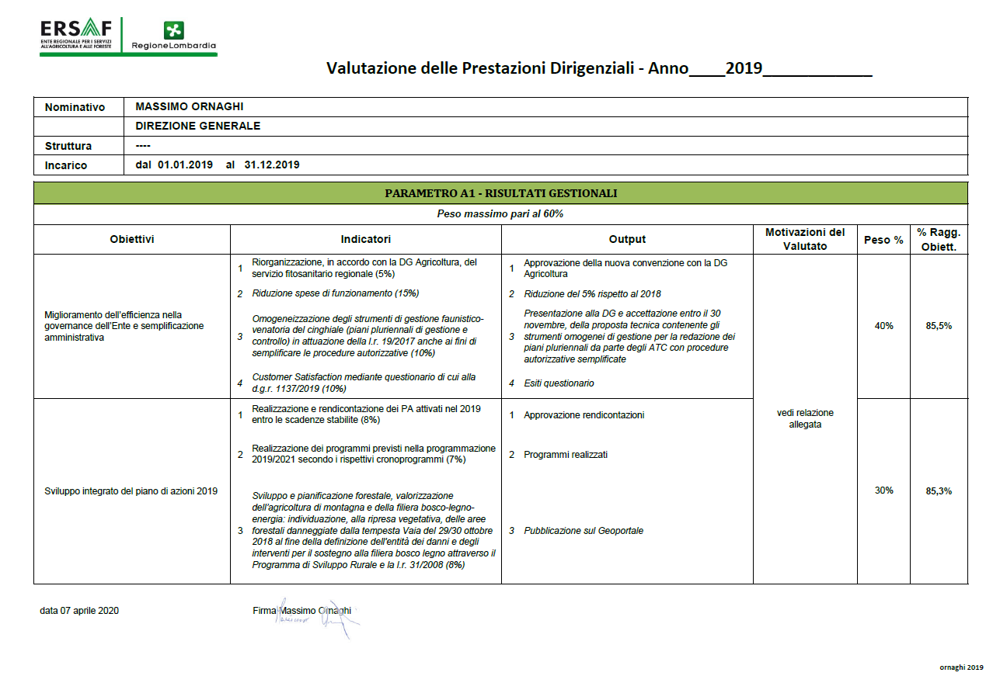 ERSAF
ENTE REGIONALE PER I SERVIZI
ALL'AGRICOLTURA E ALLE FORESTE
RegioneLombardia
Valutazione delle Prestazioni Dirigenziali - Anno____2019____________
Nominativo MASSIMO ORNAGHI
DIREZIONE GENERALE
Struttura ----
Incarico dal 01.01.2019 al 31.12.2019
PARAMETRO A1 - RISULTATI GESTIONALI
Peso massimo pari al 60%
Obiettivi Indicatori Output Motivazioni del Valutato Peso % % Ragg. Obiett.
Miglioramento dell'efficienza nella
governance dell'Ente e semplificazione
amministrativa
1 Riorganizzazione, in accordo con la DG Agricoltura, del
servizio fitosanitario regionale (5%)
2 Riduzione spese di funzionamento (15%)
3 Omogeneizzazione degli strumenti di gestione faunistico-
venatoria del cinghiale (piani pluriennali di gestione e
controllo) in attuazione della l.r. 19/2017 anche ai fini di
semplificare le procedure autorizzative (10%)
4 Customer Satisfaction mediante questionario di cui alla
d.g.r. 1137/2019 (10%)
1 Approvazione della nuova convenzione con la DG
Agricoltura
2 Riduzione del 5% rispetto al 2018
3 Presentazione alla DG e accettazione entro il 30
novembre, della proposta tecnica contenente gli
strumenti omogenei di gestione per la redazione dei
piani pluriennali da parte degli ATC con procedure
autorizzative semplificate
4 Esiti questionario
40%
85,5%
Sviluppo integrato del piano di azioni 2019
1 Realizzazione e rendicontazione dei PA attivati nel 2019
entro le scadenze stabilite (8%)
2 Realizzazione dei programmi previsti nella programmazione
2019/2021 secondo i rispettivi cronoprogrammi (7%)
3 Sviluppo e pianificazione forestale, valorizzazione
dell'agricoltura di montagna e della filiera bosco-legno-
energia: individuazione, alla ripresa vegetativa, delle aree
forestali danneggiate dalla tempesta Vaia del 29/30 ottobre
2018 al fine della definizione dell'entità dei danni e degli
interventi per il sostegno alla filiera bosco legno attraverso il
Programma di Sviluppo Rurale e la l.r. 31/2008 (8%)
1 Approvazione rendicontazioni
2 Programmi realizzati
3 Pubblicazione sul Geoportale
vedi relazione
allegata
30%
85,3%
data 07 aprile 2020
Firma Massimo Ornaghi
ornaghi 2019